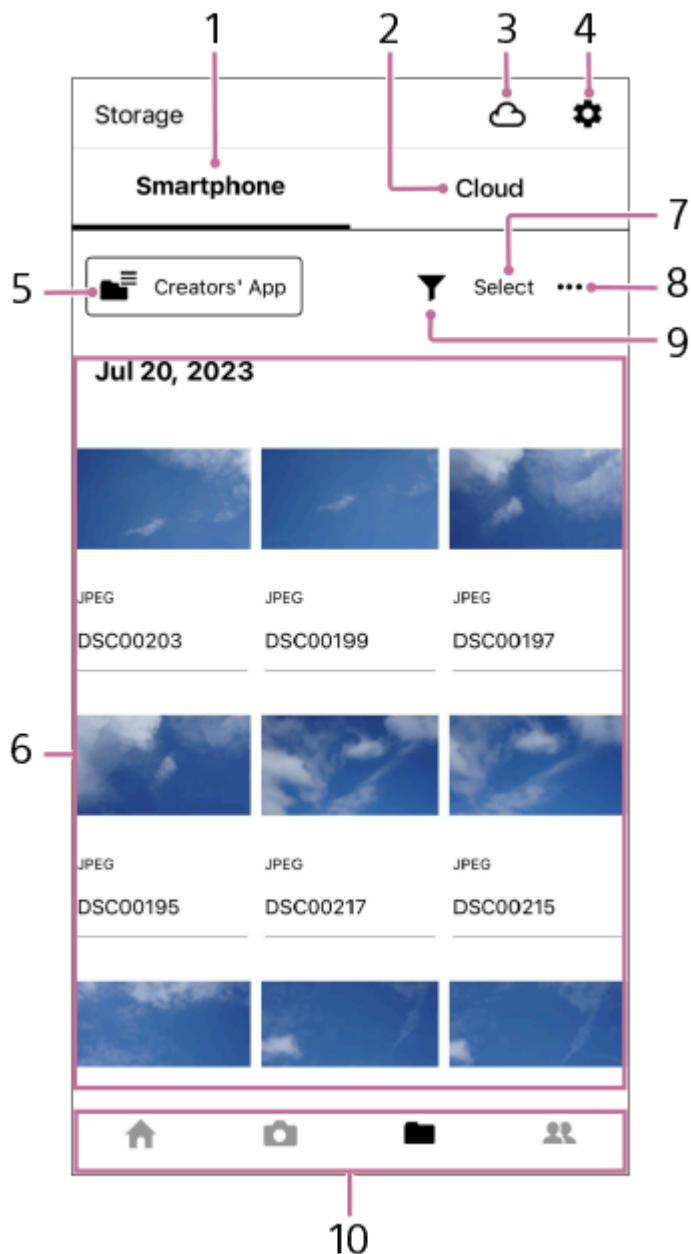 1 2 3 4
Storage
Smartphone Cloud
7
5 Creators' App Select 8
9
Jul 20, 2023
JPEG JPEG JPEG
DSC00203 DSC00199 DSC00197
6
JPEG JPEG JPEG
DSC00195 DSC00217 DSC00215
10